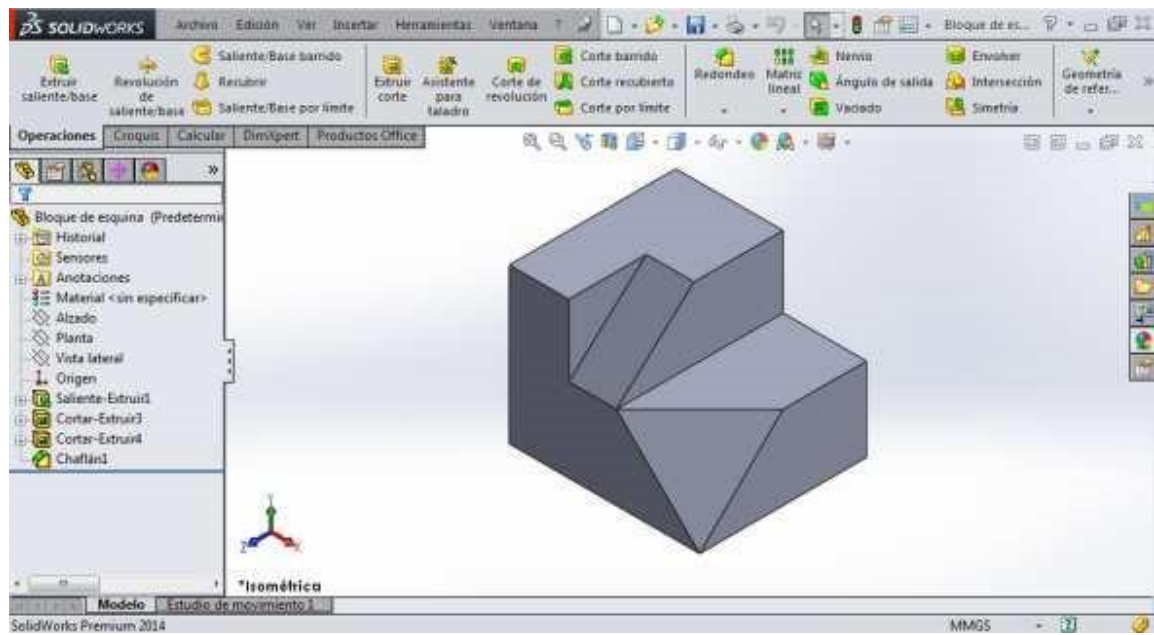 SOLIDWORKS Archivo Edición Ver Insertar Herramientas Ventana ? Bloque de es...
Extruir saliente/base
Revolución de saliente/base
Saliente/Base barrido
Recubrir
Saliente/Base por límite
Extruir corte
Asistente para taladro
Corte de revolución
Corte barrido
Corte recubierto
Corte por límite
Redondeo
Matriz lineal
Nervio
Ángulo de salida
Vaciado
Envolver
Intersección
Simetría
Geometría de refer...
Operaciones Croquis Calcular DimXpert Productos Office
Bloque de esquina (Predetermi
Historial
Sensores
Anotaciones
Material <sin especificar>
Alzado
Planta
Vista lateral
Origen
Saliente-Extruir1
Cortar-Extruir3
Cortar-Extruir4
Chaflán1
Y
Z
X
*Isométrica
Modelo Estudio de movimiento 1
SolidWorks Premium 2014 MMGS